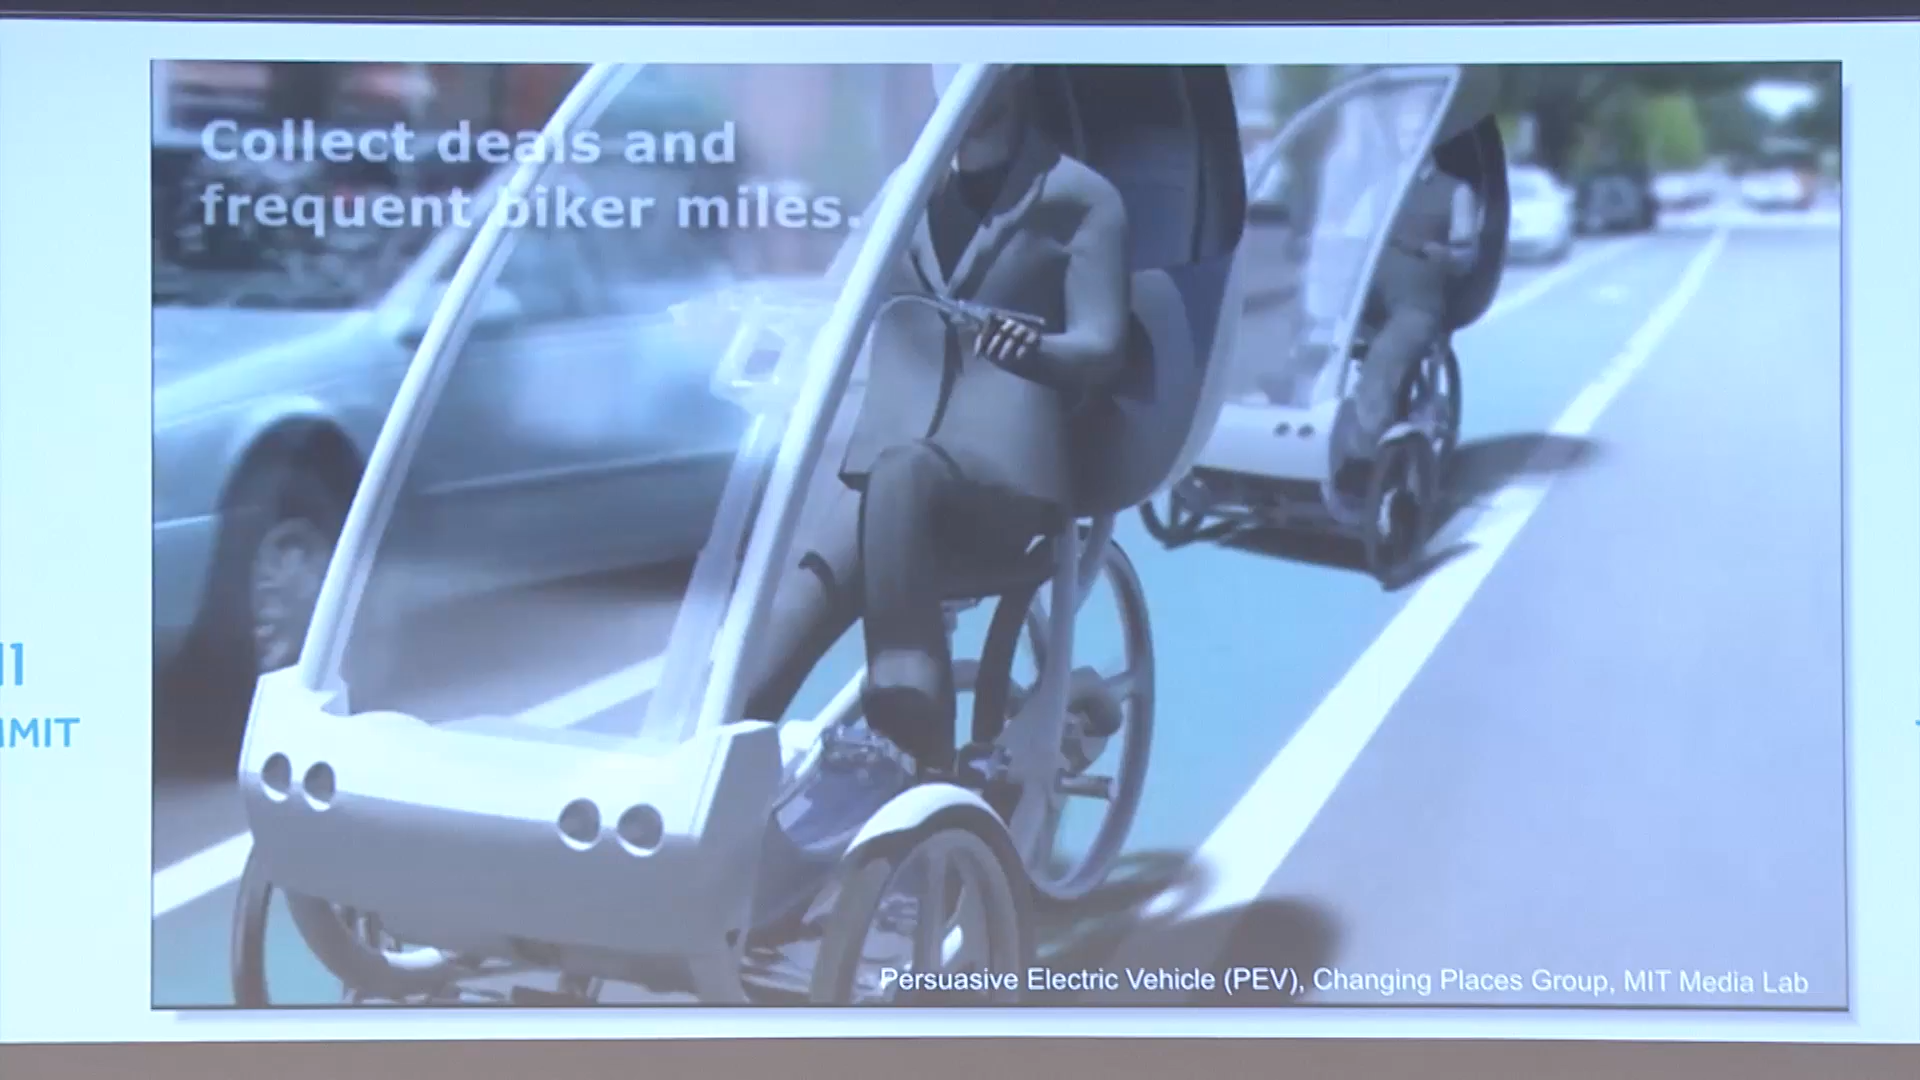 Collect deals and
frequent biker miles.
MIT
Persuasive Electric Vehicle (PEV), Changing Places Group, MIT Media Lab